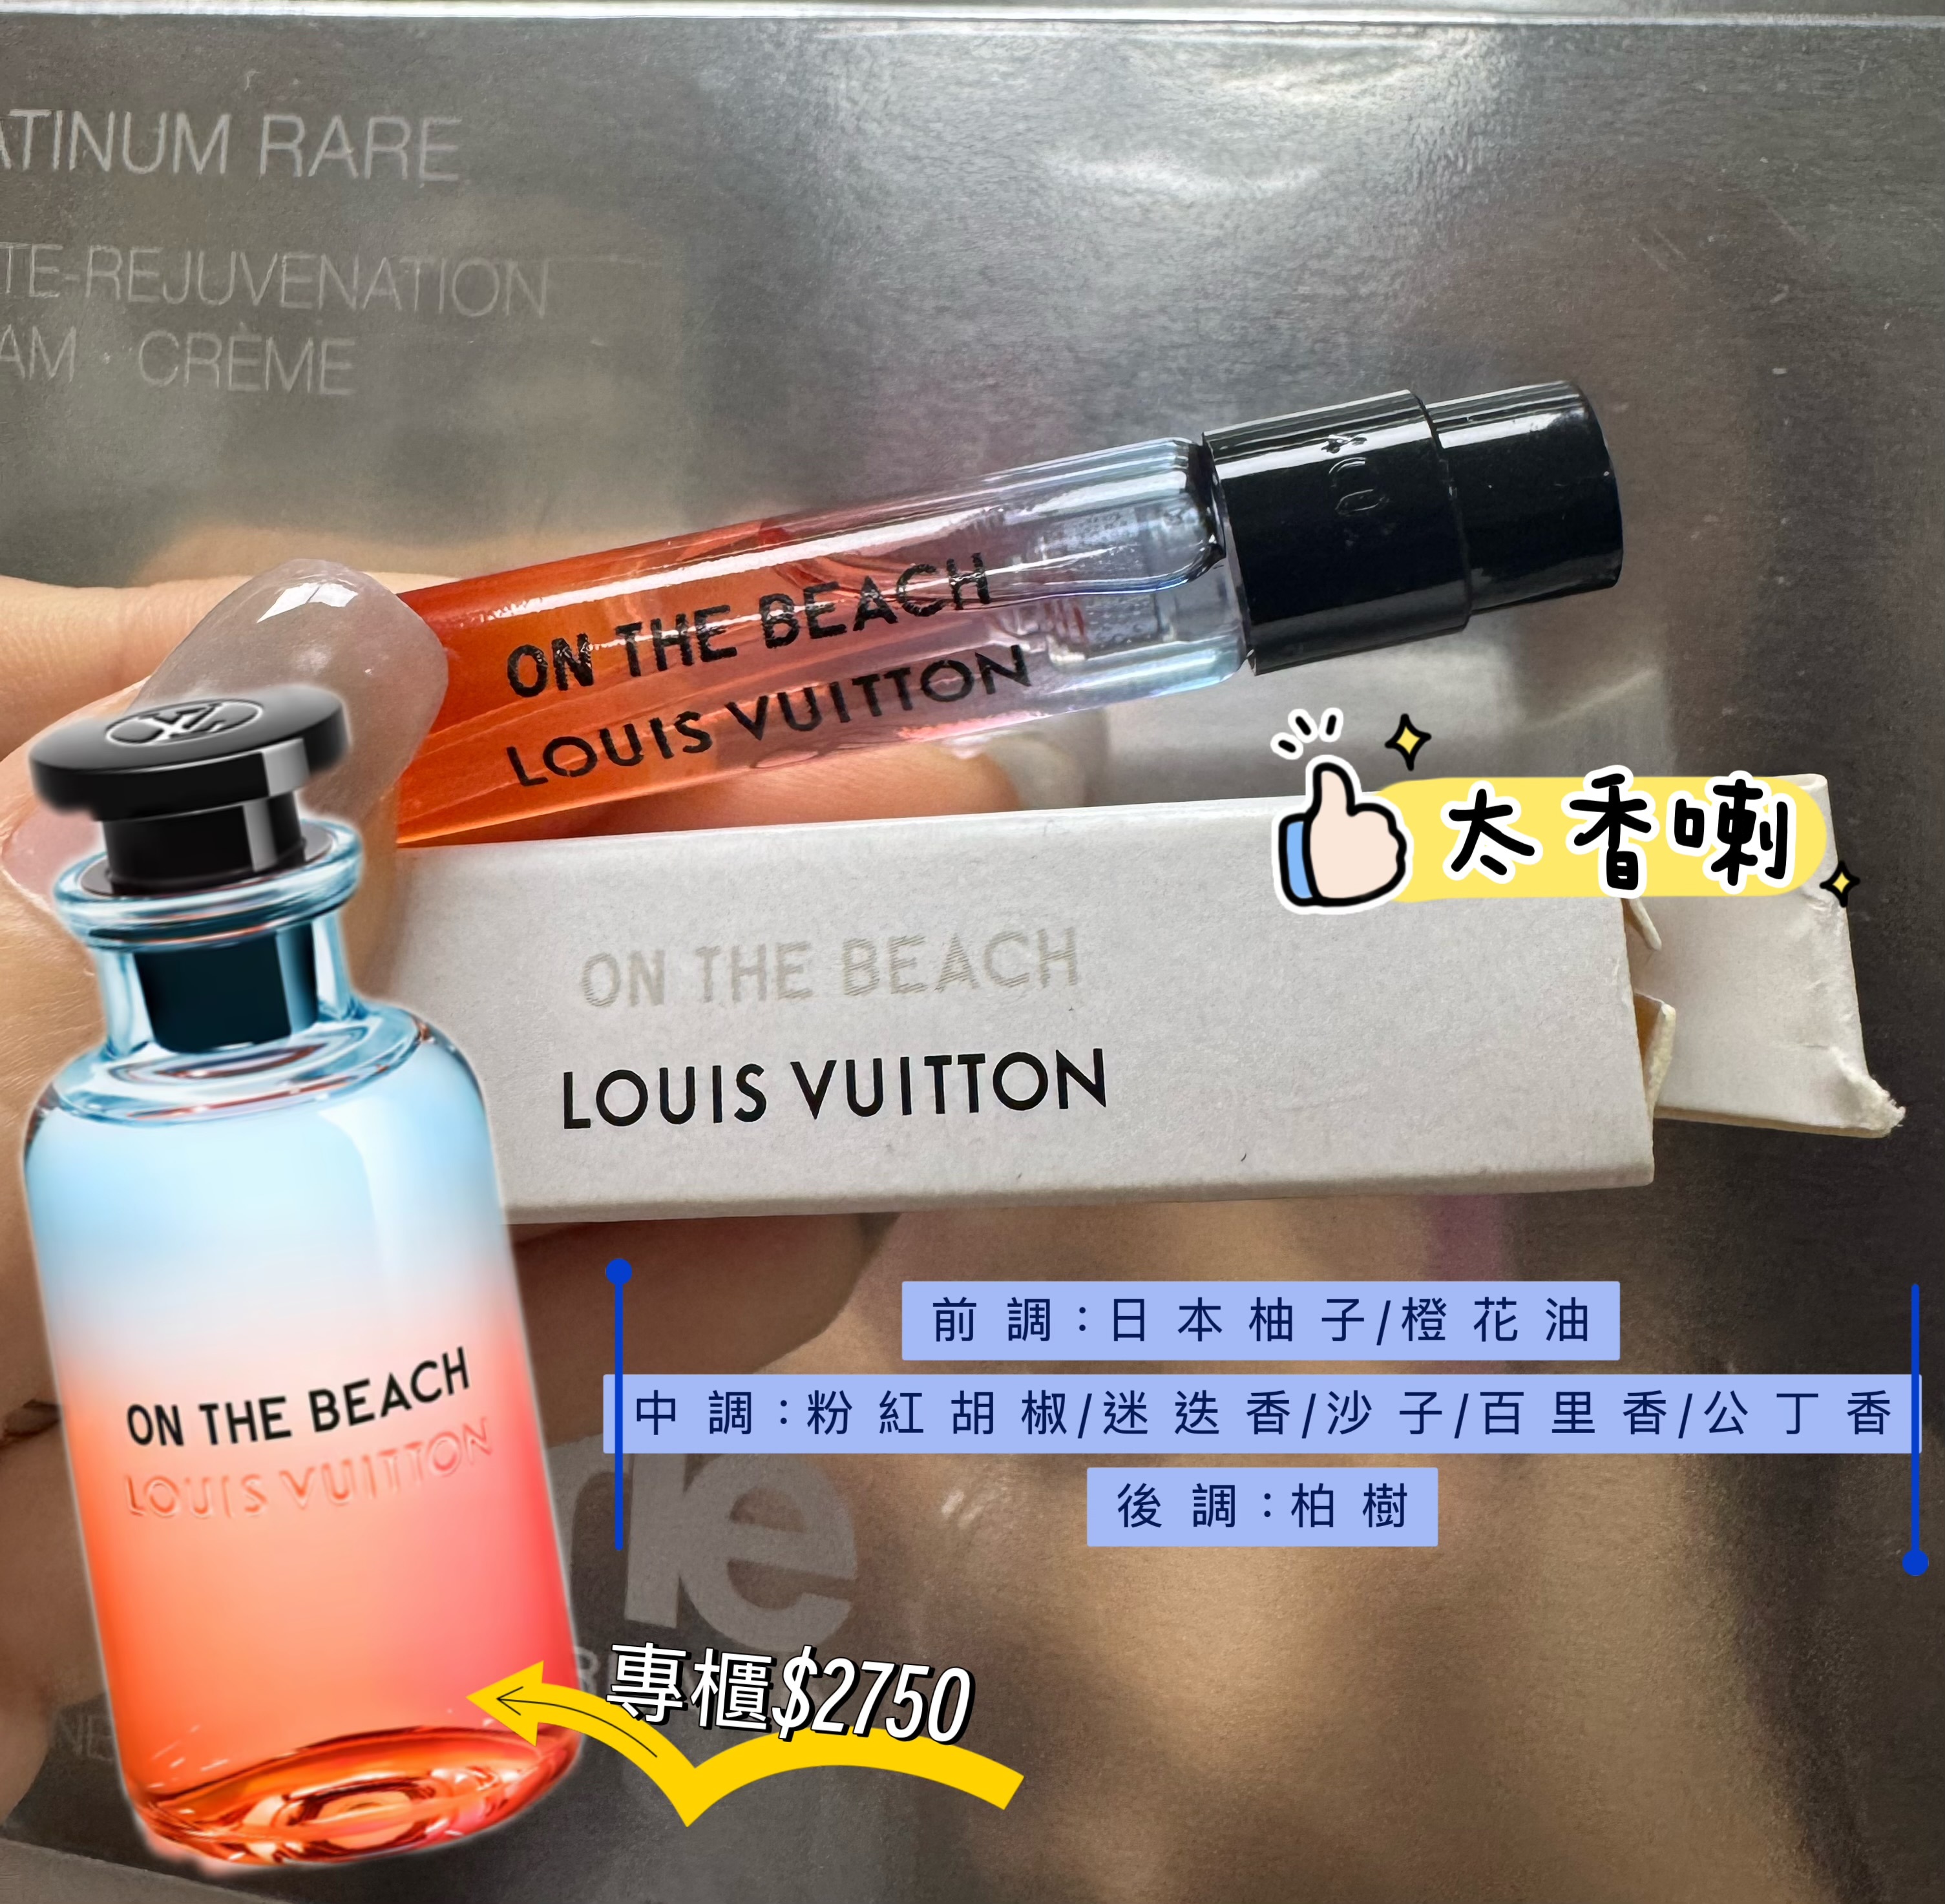 ATINUM RARE
TE-REJUVENATION
AM · CRÈME
ON THE BEACH
LOUIS VUITTON
太香喇
ON THE BEACH
LOUIS VUITTON
前調：日本柚子/橙花油
中調：粉紅胡椒/迷迭香/沙子/百里香/公丁香
後調：柏樹
ON THE BEACH
LOUIS VUITTON
專櫃$2750